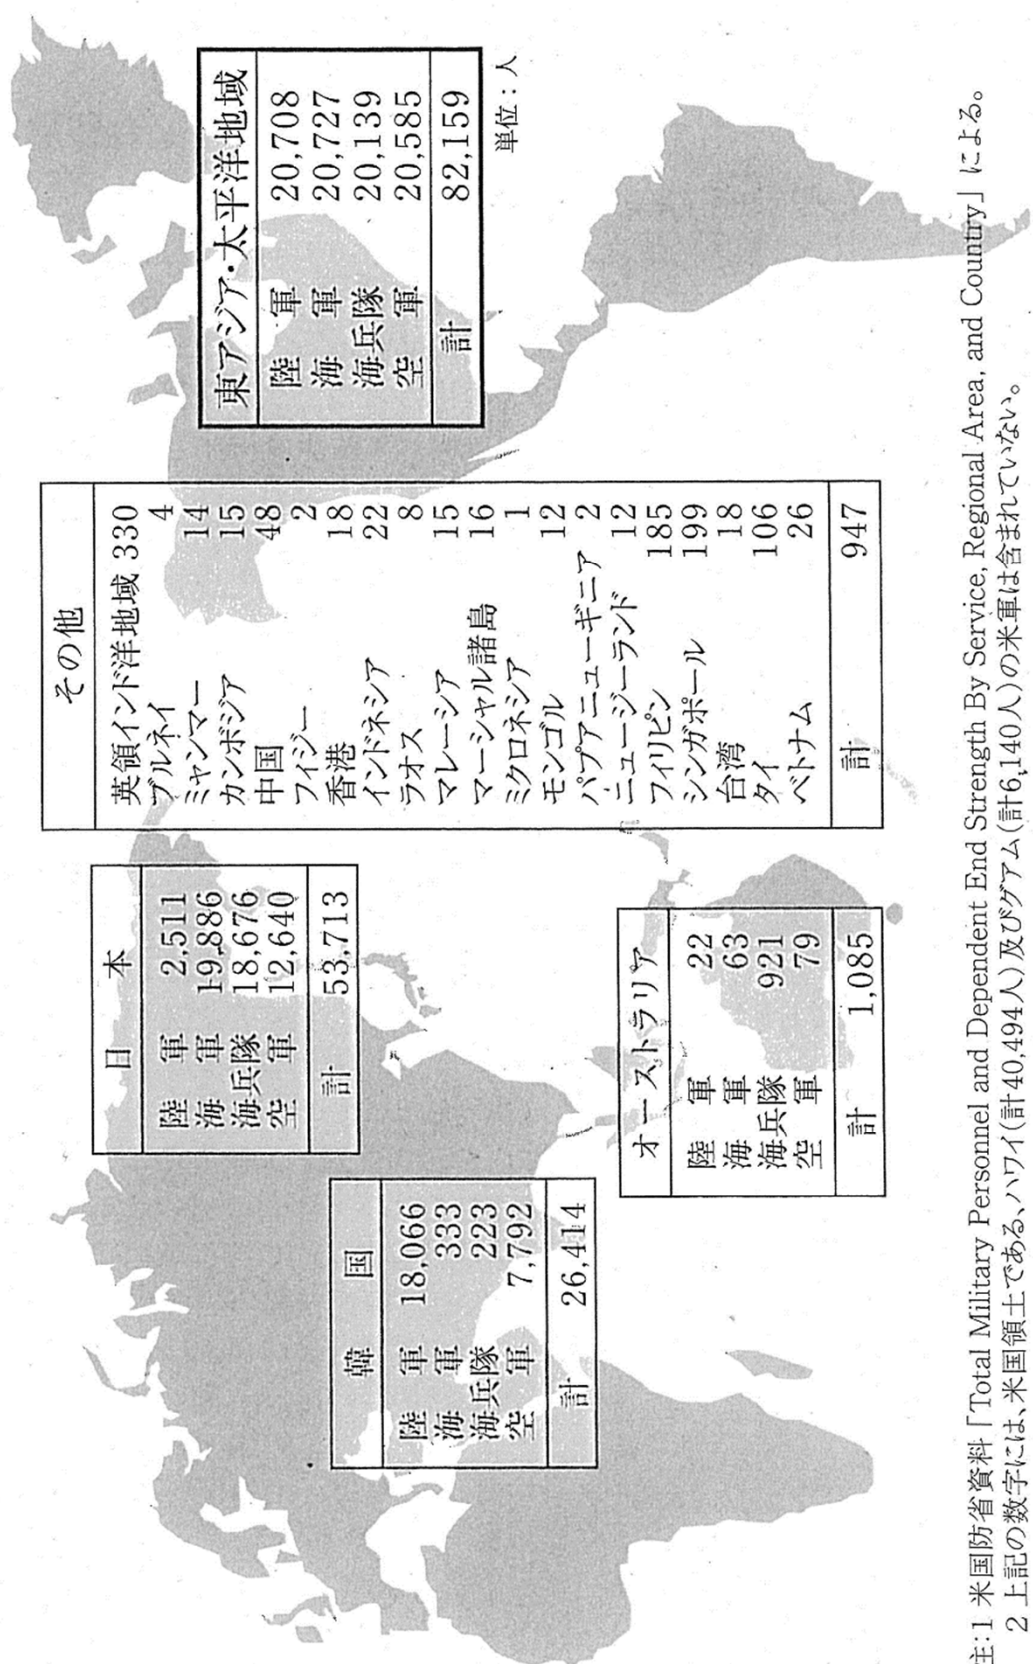 韓 国
陸 軍 18,066
海 軍 333
海兵隊 223
空 軍 7,792
計 26,414
日 本
陸 軍 2,511
海 軍 19,886
海兵隊 18,676
空 軍 12,640
計 53,713
オーストラリア
陸 軍 22
海 軍 63
海兵隊 921
空 軍 79
計 1,085
その他
英領インド洋地域 330
ブルネイ 4
ミャンマー 14
カンボジア 15
中国 48
フィジー 2
香港 18
インドネシア 22
ラオス 8
マレーシア 15
マーシャル諸島 16
ミクロネシア 1
モンゴル 12
パプアニューギニア 2
ニュージーランド 12
フィリピン 185
シンガポール 199
台湾 18
タイ 106
ベトナム 26
計 947
東アジア・太平洋地域
陸 軍 20,708
海 軍 20,727
海兵隊 20,139
空 軍 20,585
計 82,159
単位：人
注：1 米国防省資料「Total Military Personnel and Dependent End Strength By Service, Regional Area, and Country」による。
2 上記の数字には、米国領土である、ハワイ（計40,494人）及びグアム（計6,140人）の米軍は含まれていない。